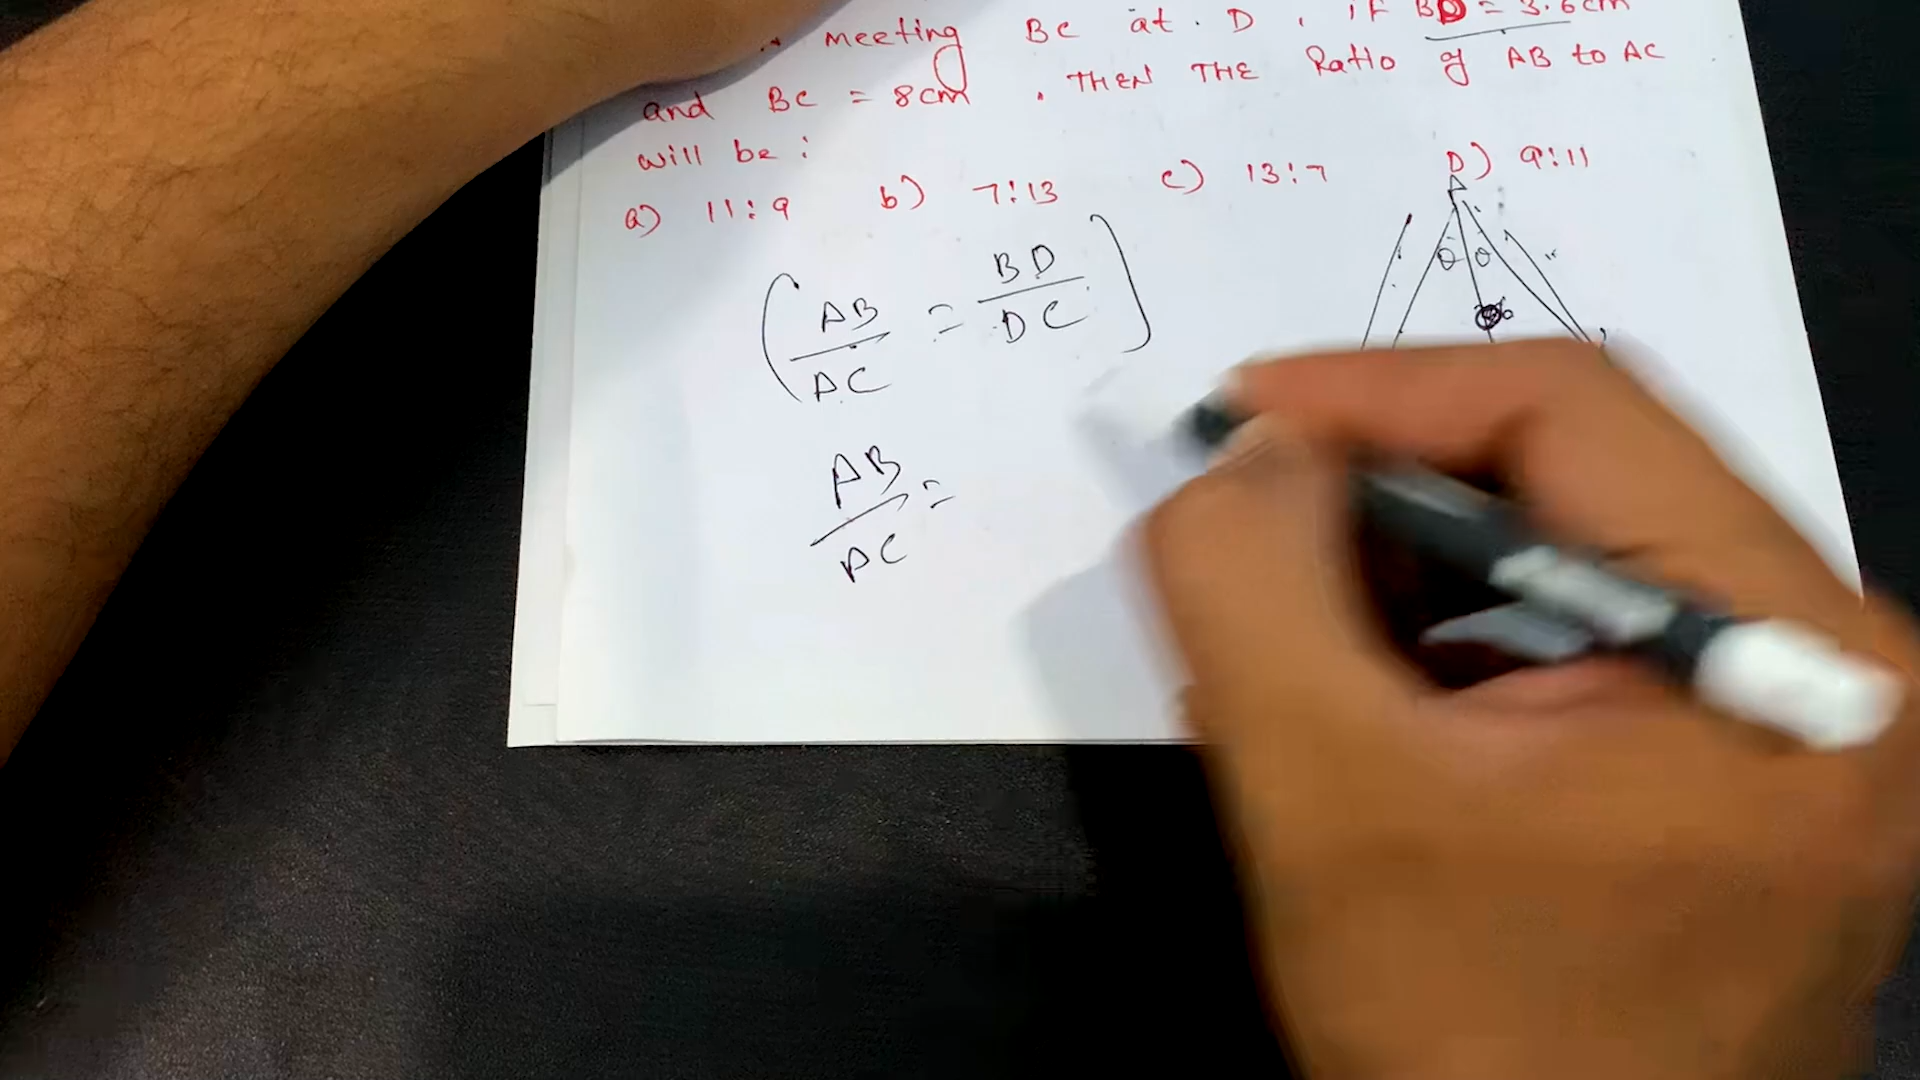 meeting BC at. D, if BD = 3.6cm
and BC = 8cm. THEN THE Ratio of AB to AC
will be:
a) 11:9 b) 7:13 c) 13:7 D) 9:11
A
θ θ
AB/AC = BD/DC
AB/AC =